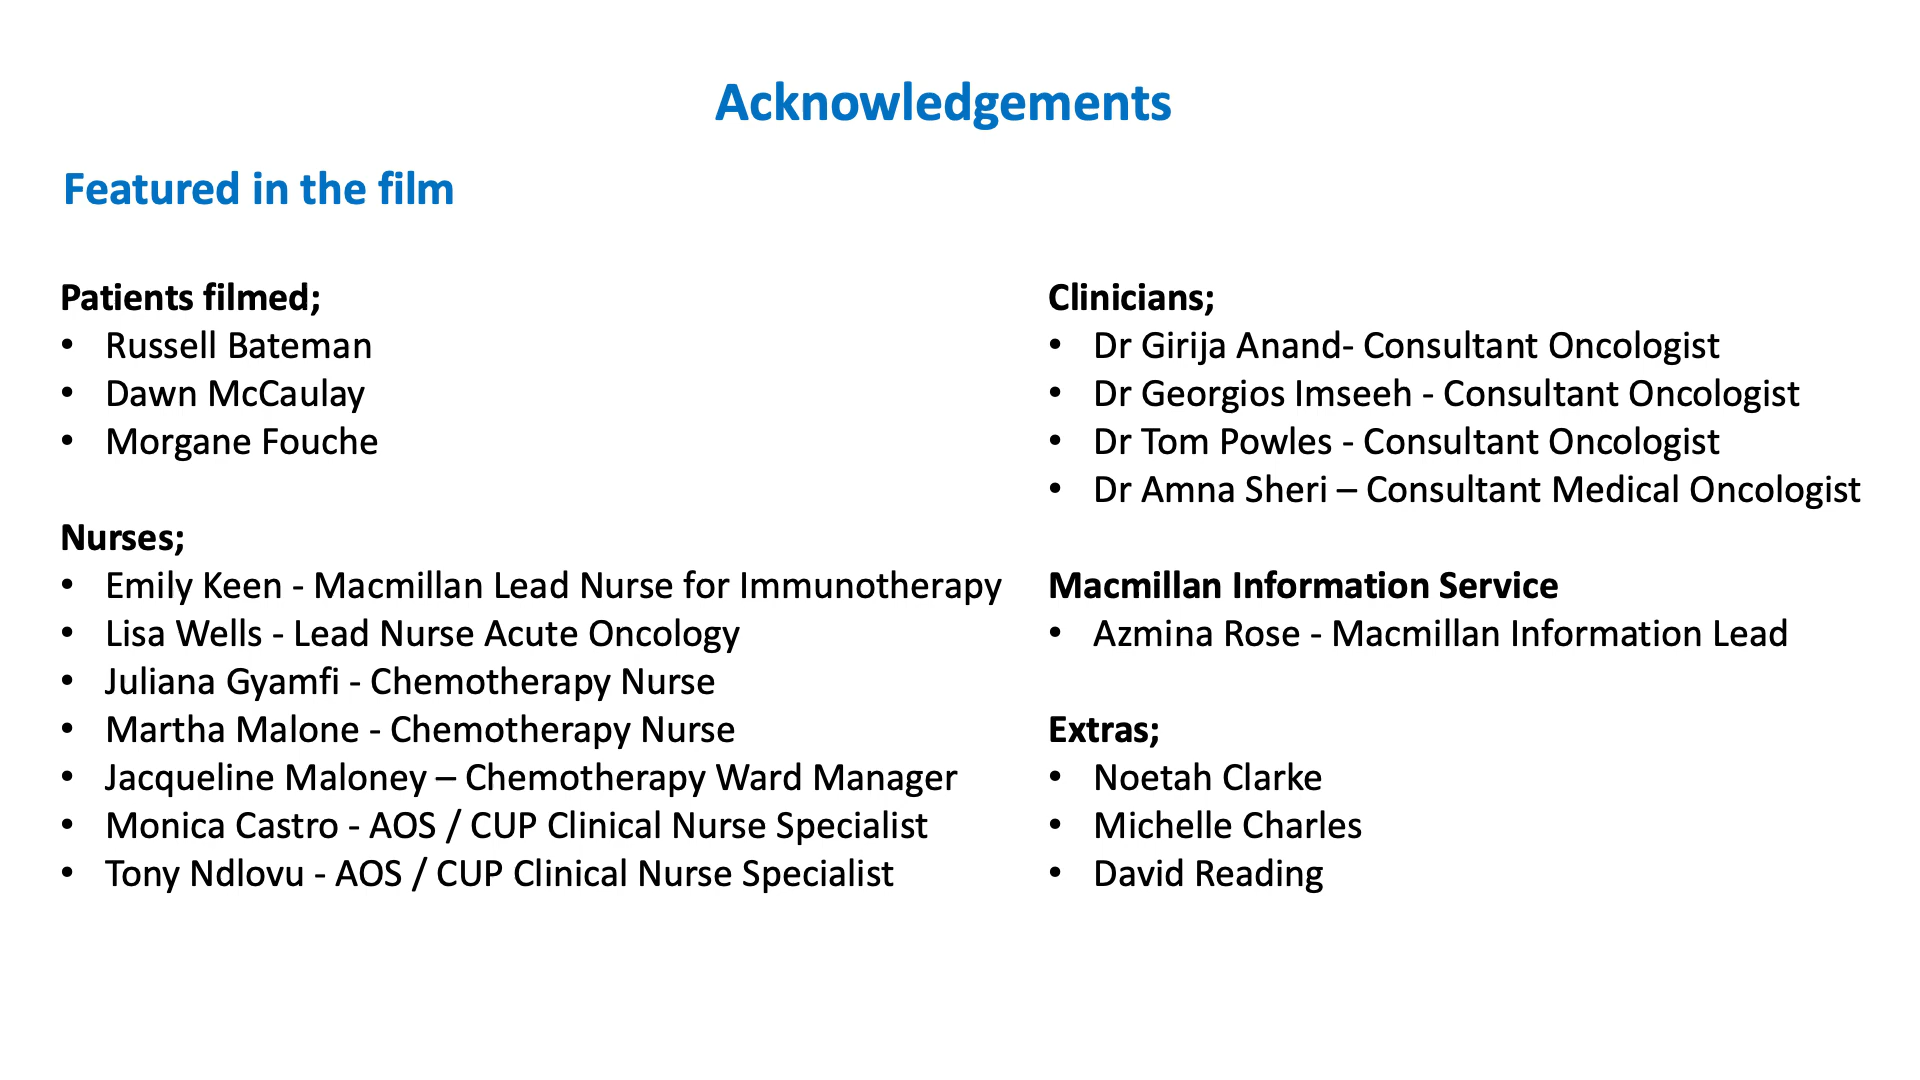 Acknowledgements
Featured in the film
Patients filmed;
• Russell Bateman
• Dawn McCaulay
• Morgane Fouche
Nurses;
• Emily Keen - Macmillan Lead Nurse for Immunotherapy
• Lisa Wells - Lead Nurse Acute Oncology
• Juliana Gyamfi - Chemotherapy Nurse
• Martha Malone - Chemotherapy Nurse
• Jacqueline Maloney – Chemotherapy Ward Manager
• Monica Castro - AOS / CUP Clinical Nurse Specialist
• Tony Ndlovu - AOS / CUP Clinical Nurse Specialist
Clinicians;
• Dr Girija Anand- Consultant Oncologist
• Dr Georgios Imseeh - Consultant Oncologist
• Dr Tom Powles - Consultant Oncologist
• Dr Amna Sheri – Consultant Medical Oncologist
Macmillan Information Service
• Azmina Rose - Macmillan Information Lead
Extras;
• Noetah Clarke
• Michelle Charles
• David Reading